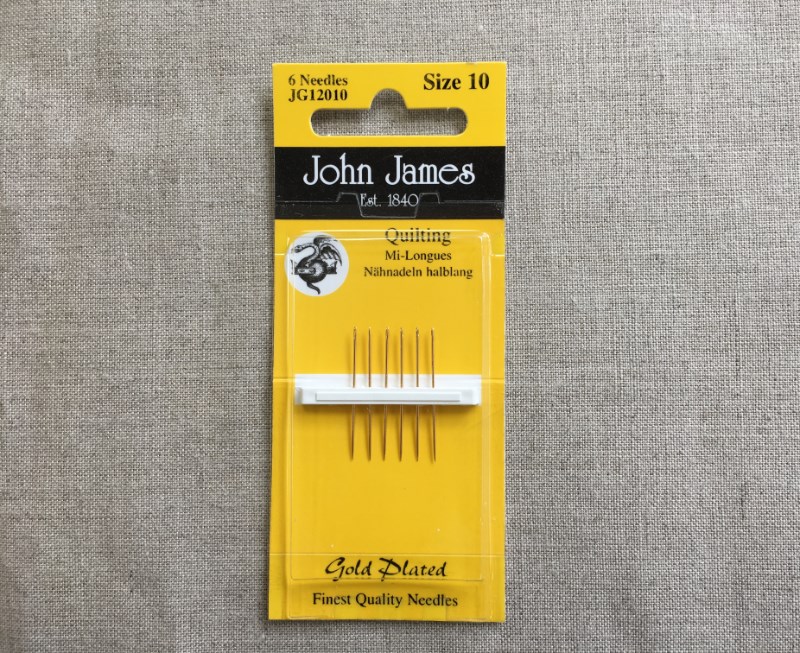 6 Needles
JG12010
Size 10
John James
Est. 1840
Quilting
Mi-Longues
Nähnadeln halblang
Gold Plated
Finest Quality Needles